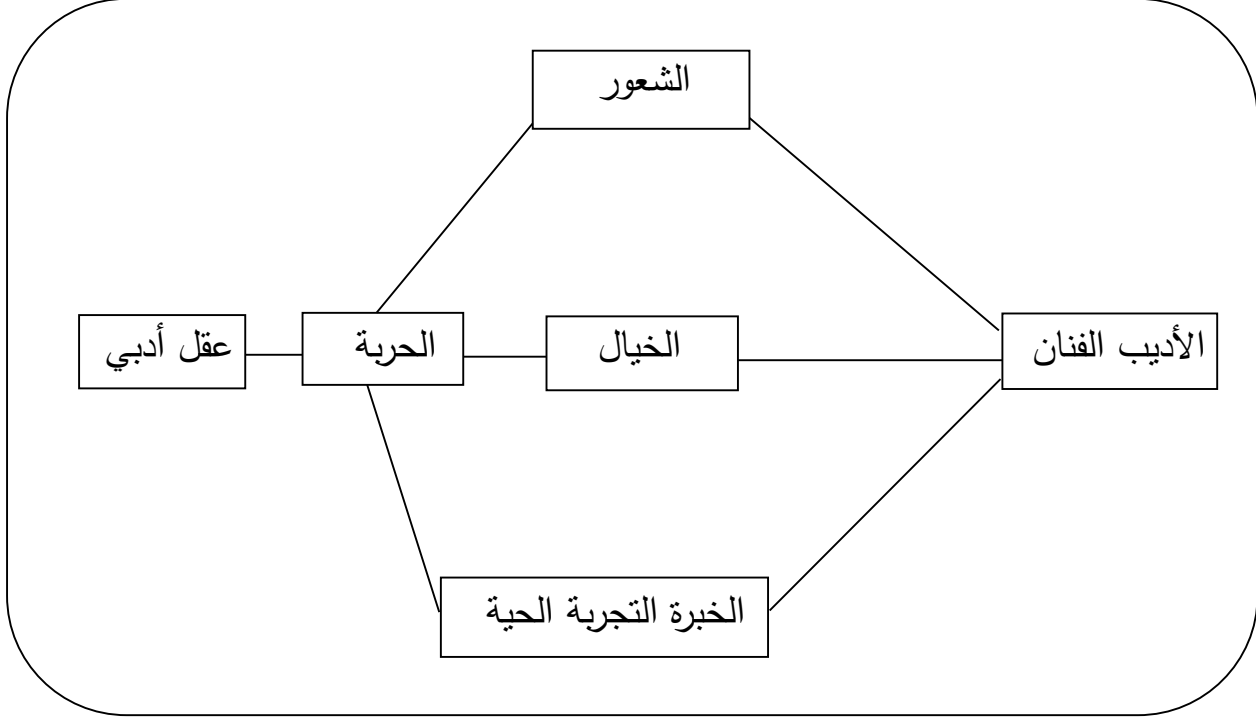 الشعور
الأديب الفنان
الخيال
الحرية
عقل أدبي
الخبرة التجربة الحية